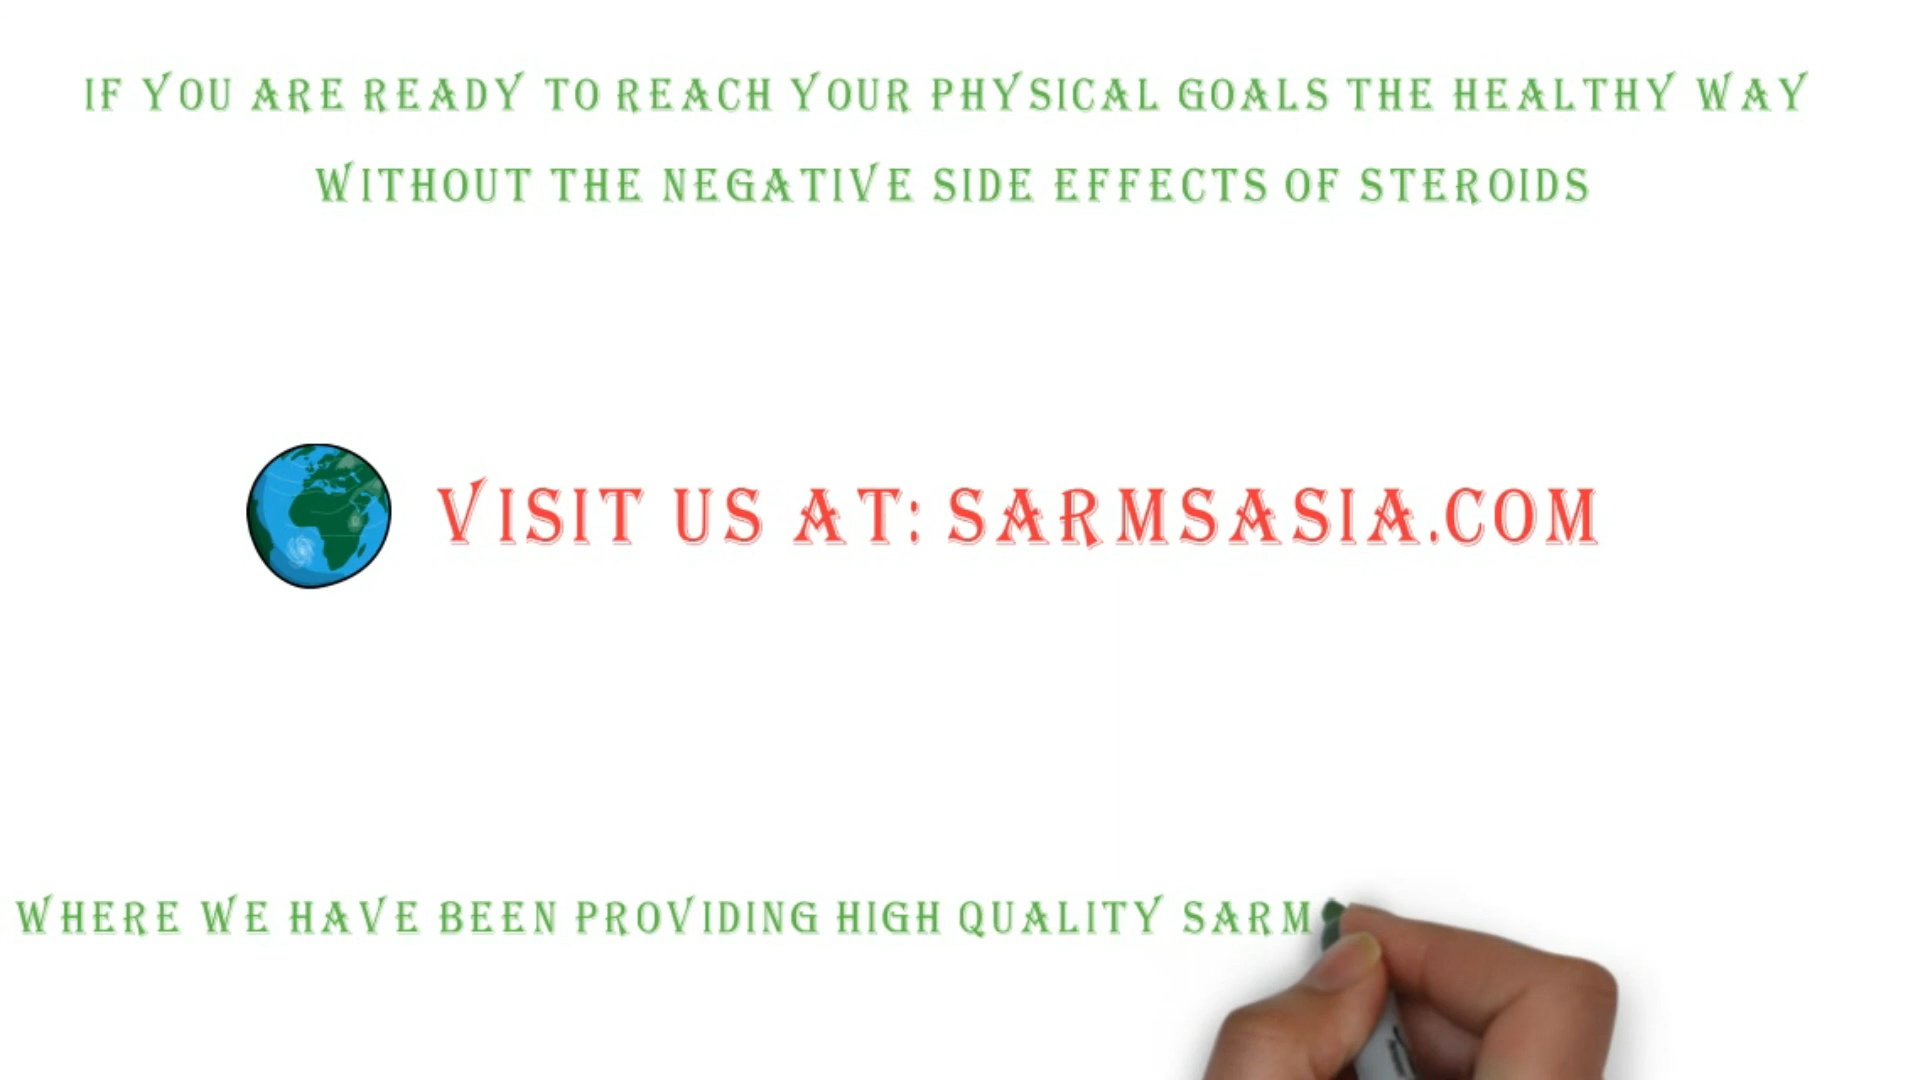 IF YOU ARE READY TO REACH YOUR PHYSICAL GOALS THE HEALTHY WAY
WITHOUT THE NEGATIVE SIDE EFFECTS OF STEROIDS
VISIT US AT: SARMSASIA.COM
WHERE WE HAVE BEEN PROVIDING HIGH QUALITY SARM